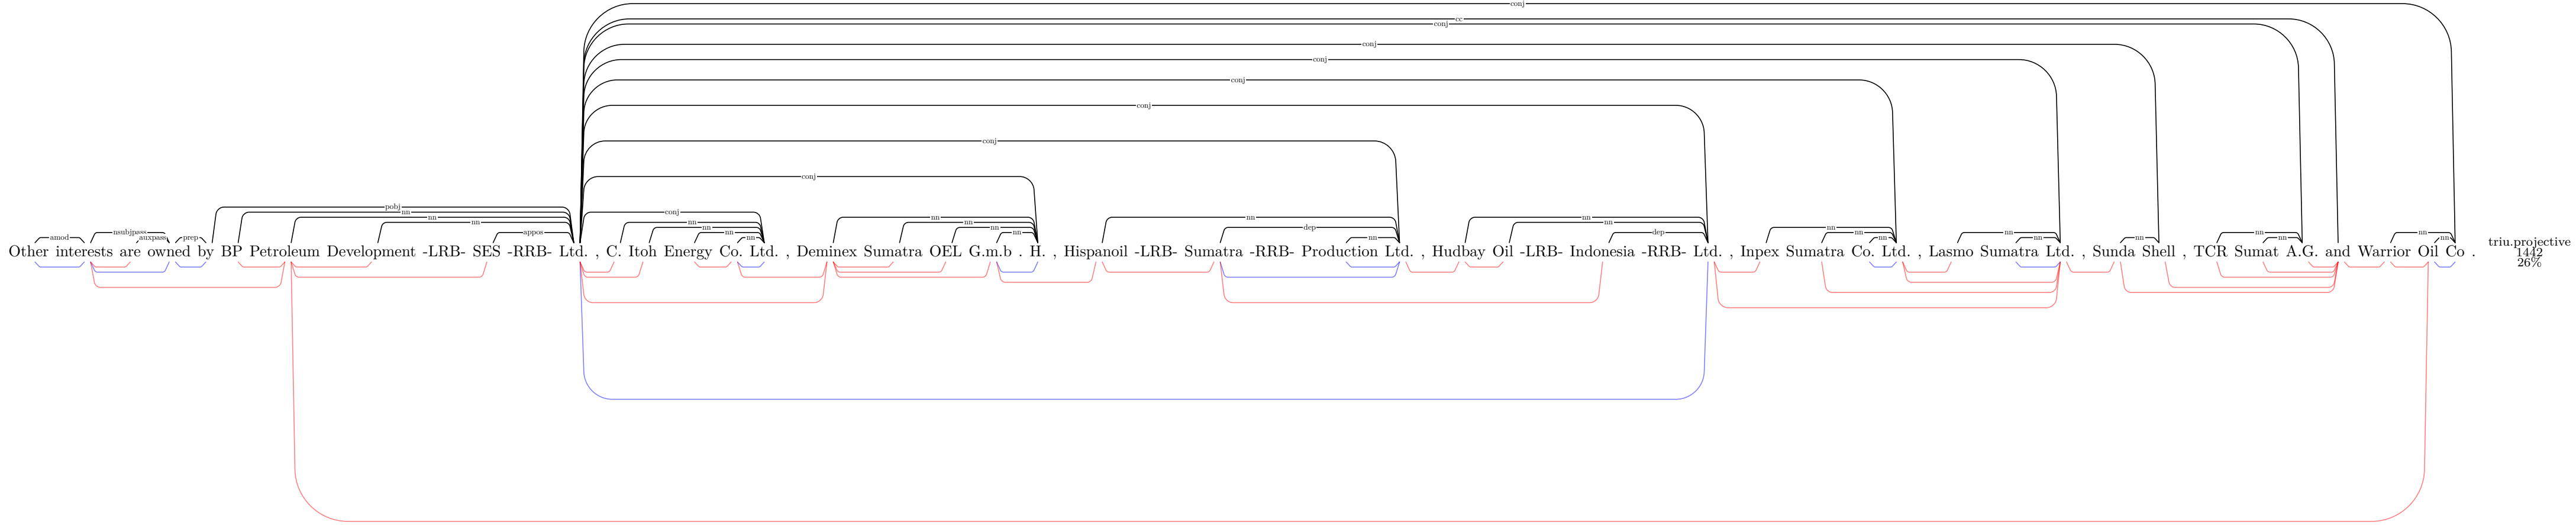 conj
cc
conj
conj
conj
conj
conj
conj
conj
pobj
nn
conj
nn
nn
nn
nn
nn
dep
nn
nn
nn
nn
nn
nn
nn
nn
amod
nsubjpass
auxpass
prep
appos
nn
nn
nn
nn
nn
dep
nn
nn
nn
nn
nn
nn
nn
nn
Other interests are owned by BP Petroleum Development -LRB- SES -RRB- Ltd. , C. Itoh Energy Co. Ltd. , Deminex Sumatra OEL G.m.b . H. , Hispanoil -LRB- Sumatra -RRB- Production Ltd. , Hudbay Oil -LRB- Indonesia -RRB- Ltd. , Inpex Sumatra Co. Ltd. , Lasmo Sumatra Ltd. , Sunda Shell , TCR Sumat A.G. and Warrior Oil Co .
triu.projective
1442
26%